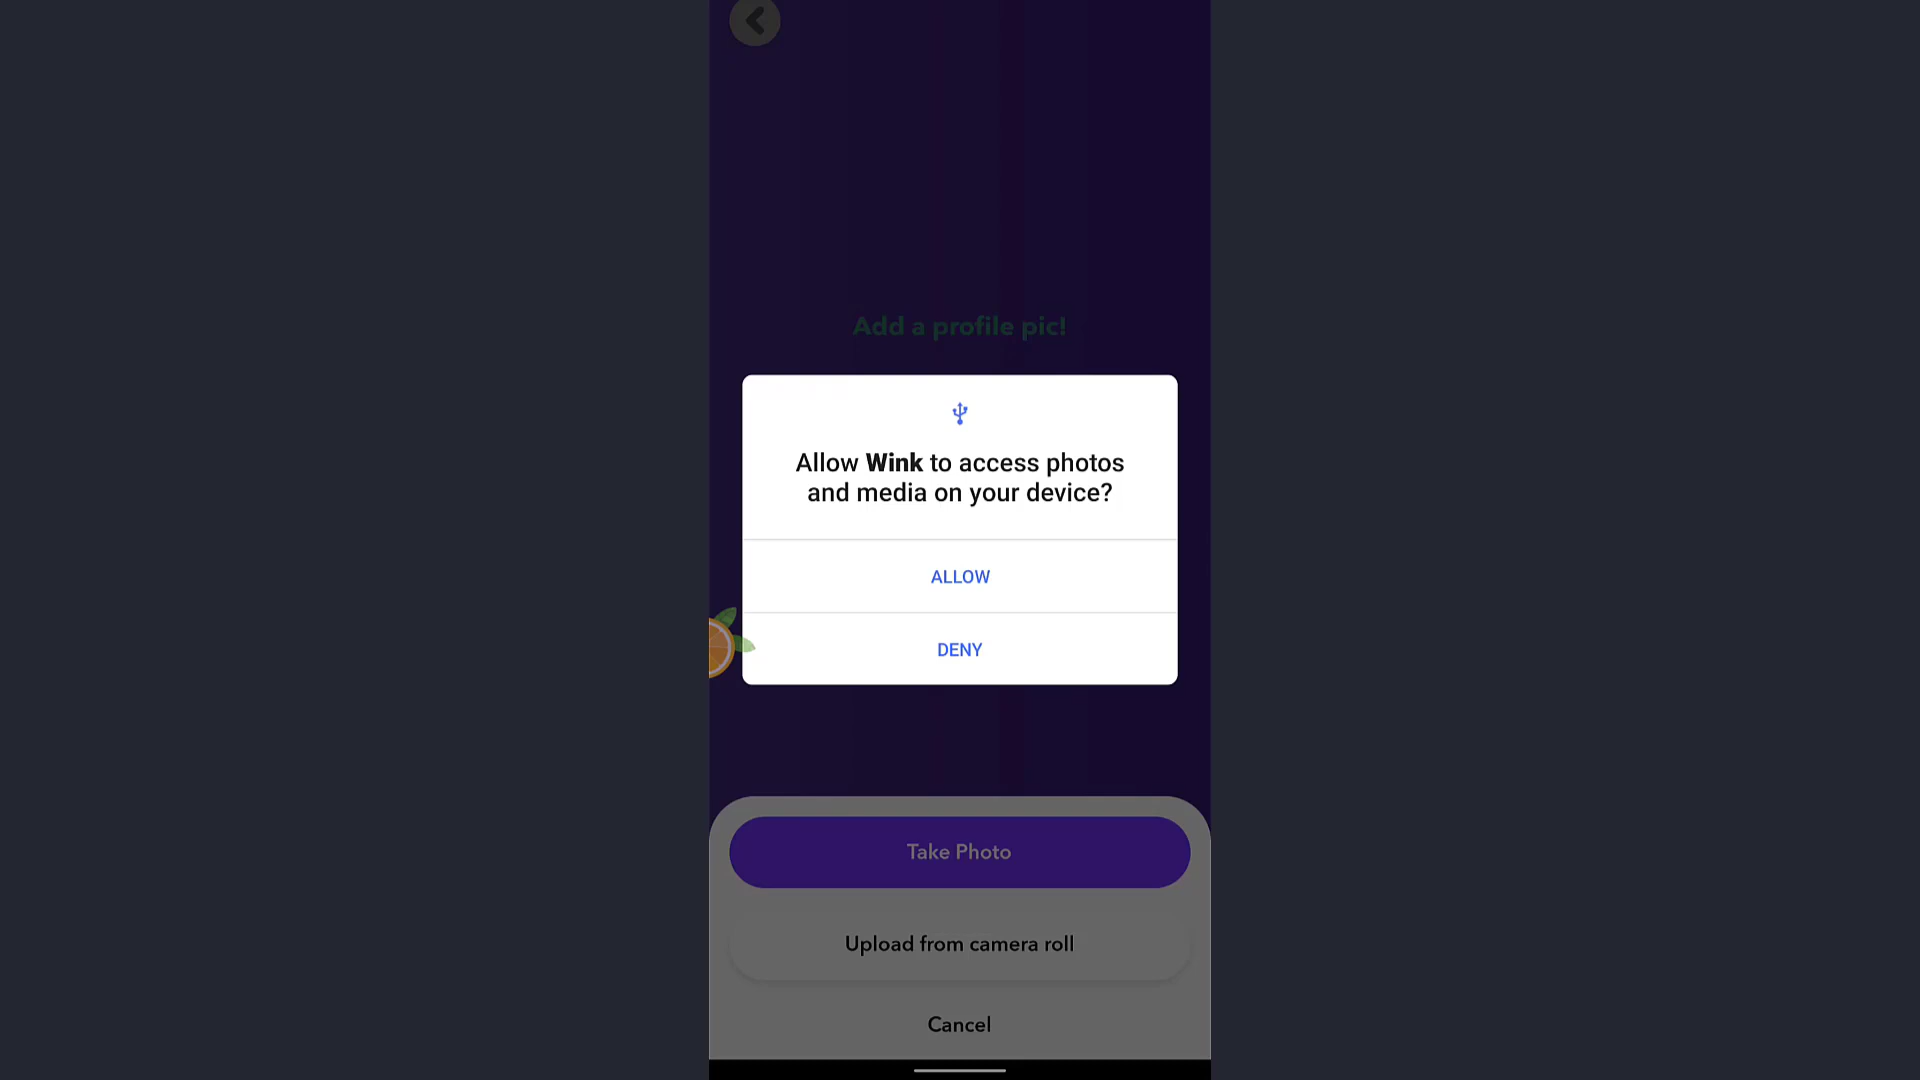 Add a profile pic!
Allow Wink to access photos
and media on your device?
ALLOW
DENY
Take Photo
Upload from camera roll
Cancel